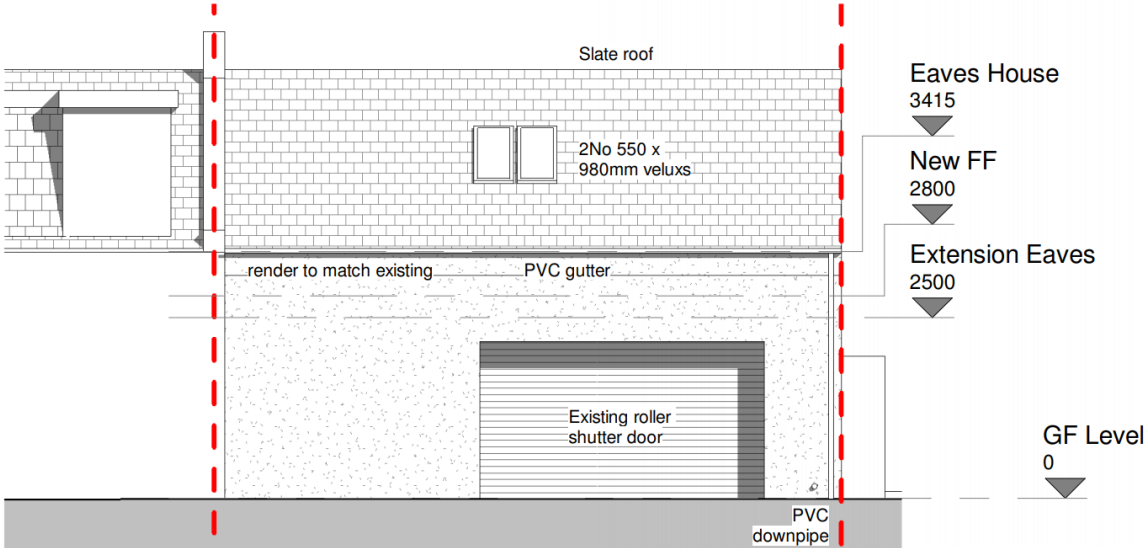 Slate roof
Eaves House
3415
2No 550 x
980mm veluxs
New FF
2800
render to match existing
PVC gutter
Extension Eaves
2500
Existing roller
shutter door
GF Level
0
PVC
downpipe